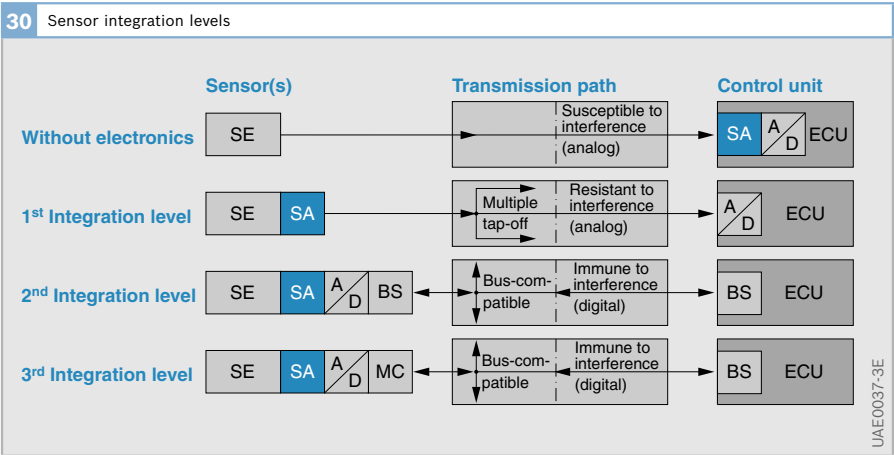 30 Sensor integration levels
Sensor(s) Transmission path Control unit
Without electronics SE Susceptible to interference (analog) SA A/D ECU
1st Integration level SE SA Multiple tap-off Resistant to interference (analog) A/D ECU
2nd Integration level SE SA A/D BS Bus-com-patible Immune to interference (digital) BS ECU
3rd Integration level SE SA A/D MC Bus-com-patible Immune to interference (digital) BS ECU
UAE0037-3E